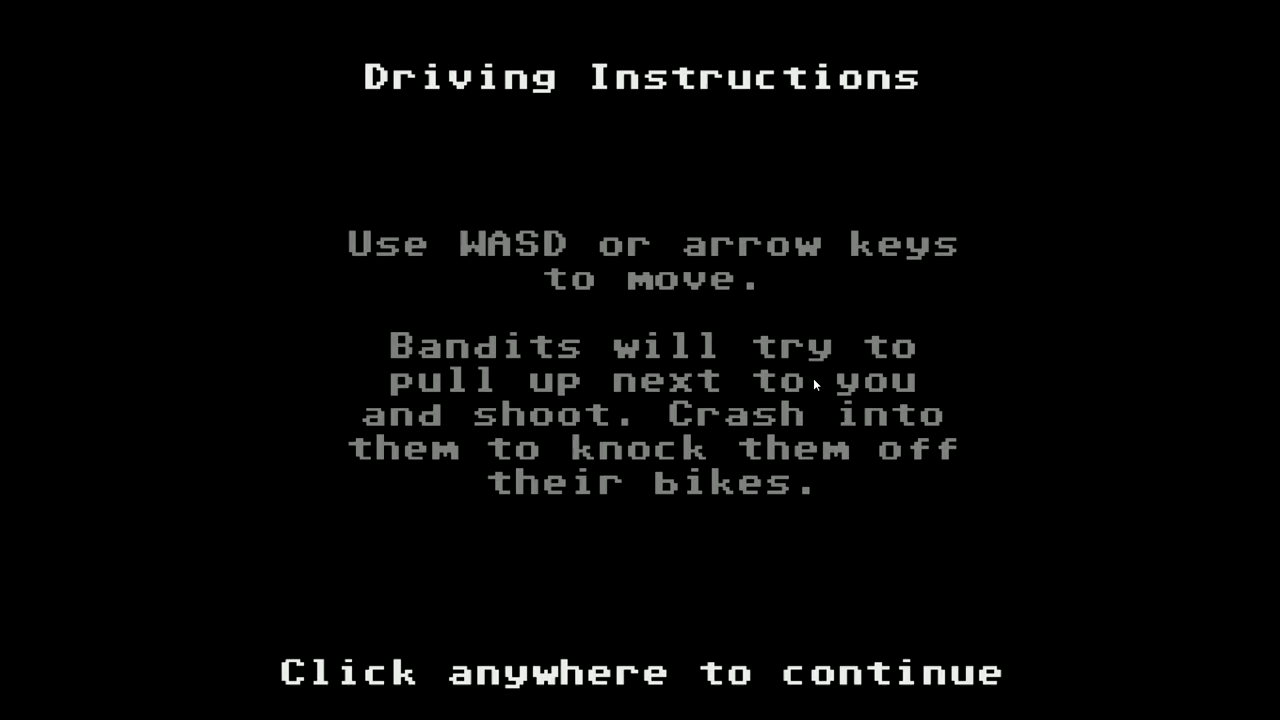 Driving Instructions
Use WASD or arrow keys
to move.
Bandits will try to
pull up next to you
and shoot. Crash into
them to knock them off
their bikes.
Click anywhere to continue